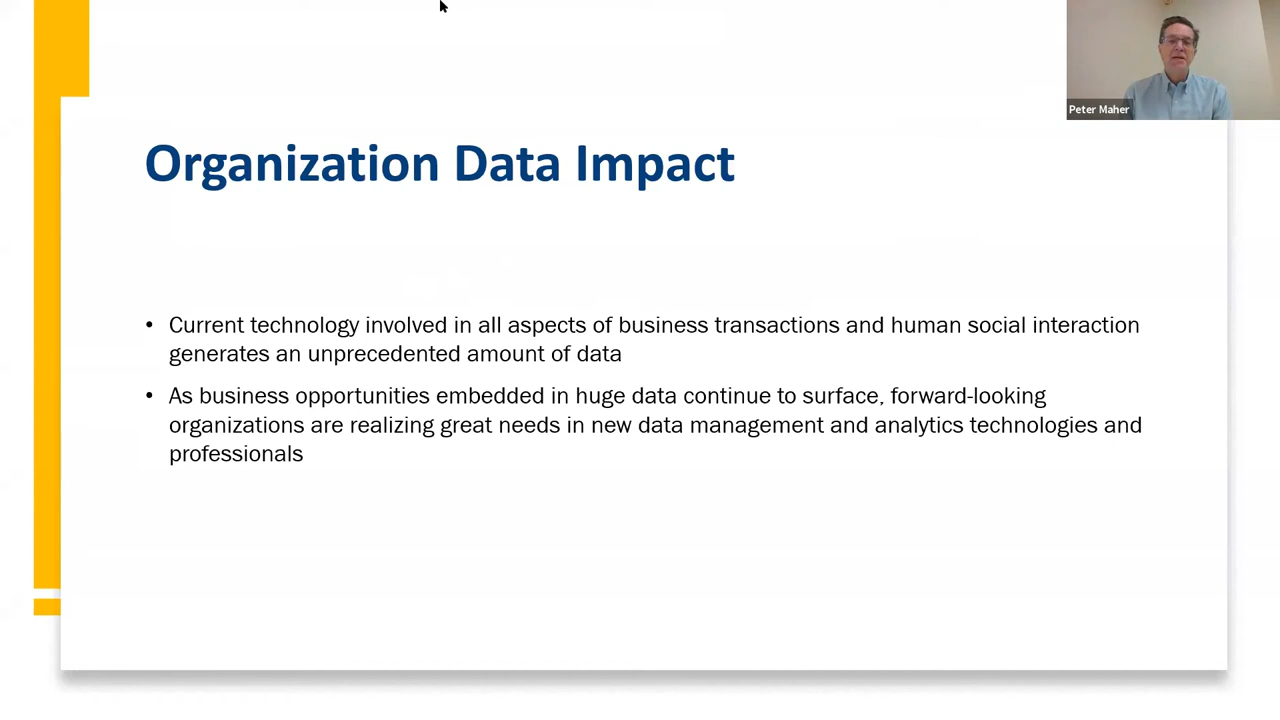 Peter Maher
Organization Data Impact
• Current technology involved in all aspects of business transactions and human social interaction
generates an unprecedented amount of data
• As business opportunities embedded in huge data continue to surface, forward-looking
organizations are realizing great needs in new data management and analytics technologies and
professionals